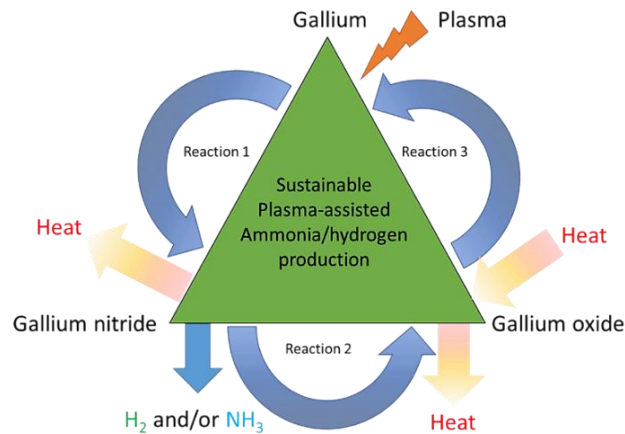 Gallium
Plasma
Reaction 1
Reaction 3
Sustainable
Plasma-assisted
Ammonia/hydrogen
production
Heat
Heat
Gallium nitride
Gallium oxide
Reaction 2
H₂ and/or NH₃
Heat